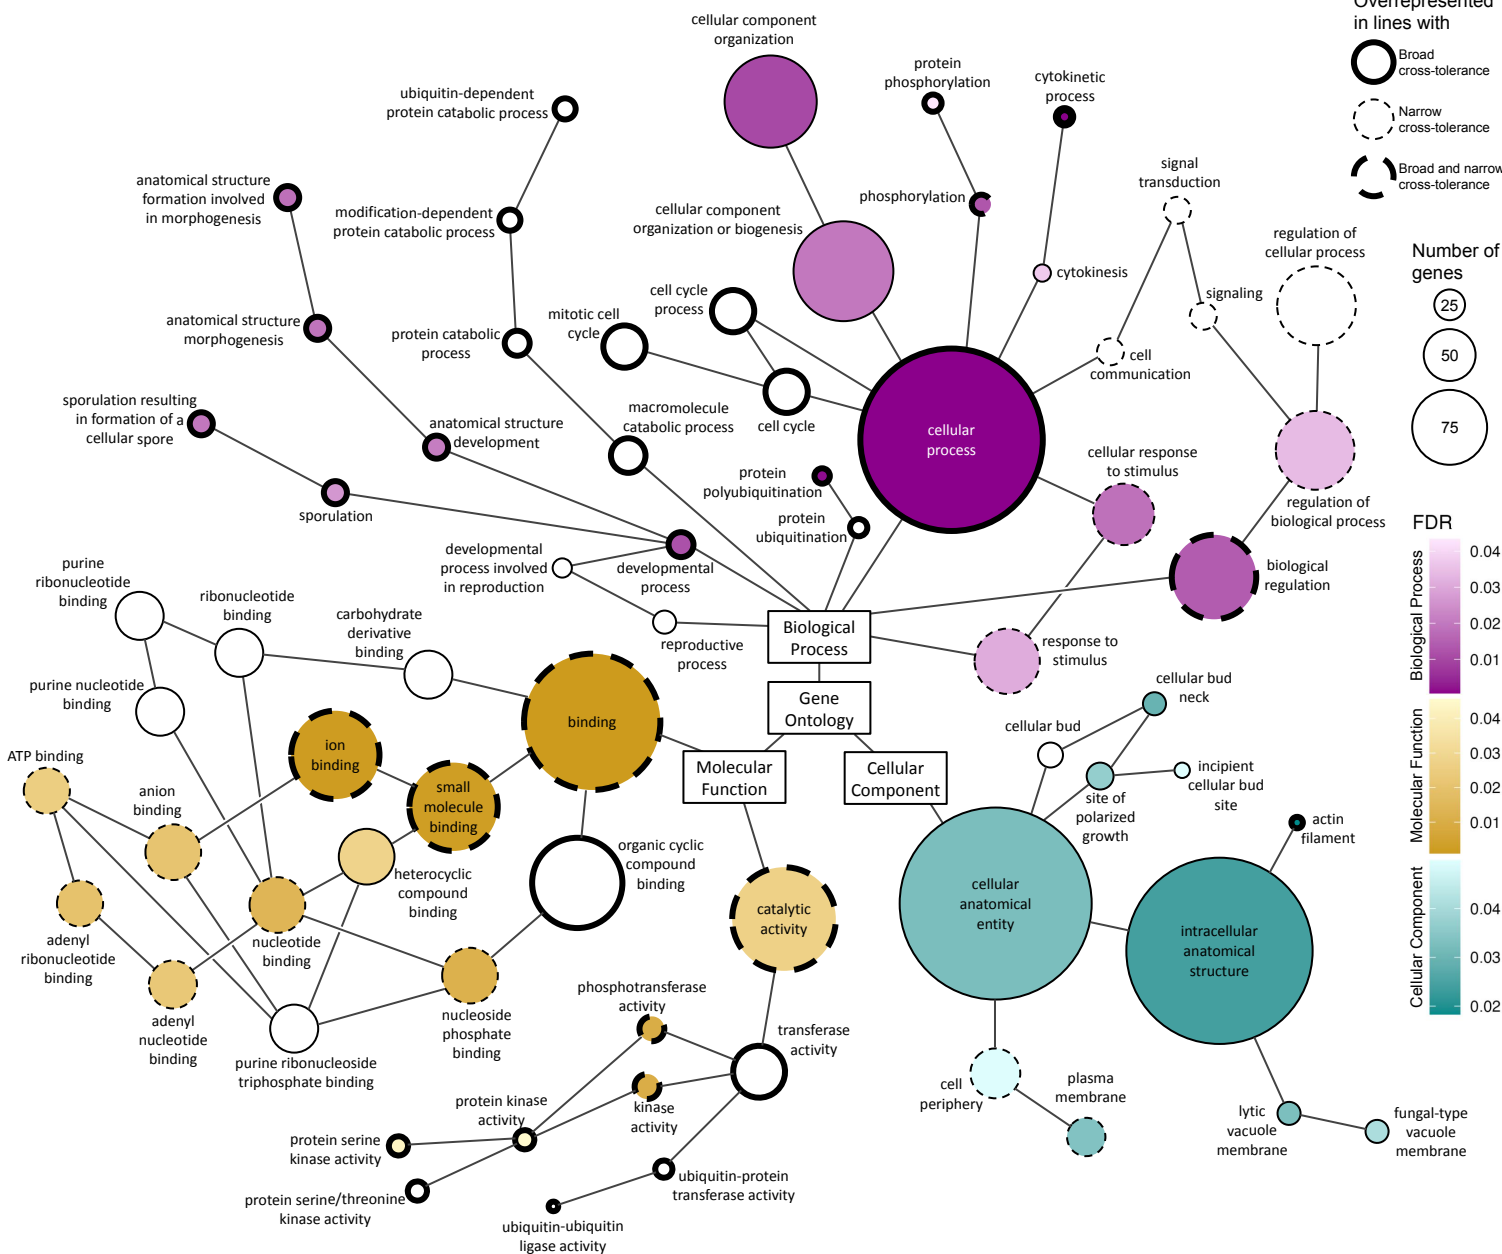 Overrepresented
in lines with
Broad
cross-tolerance
Narrow
cross-tolerance
Broad and narrow
cross-tolerance
Number of
genes
25
50
75
FDR
Biological Process
0.04
0.03
0.02
0.01
Molecular Function
0.04
0.03
0.02
0.01
Cellular Component
0.04
0.03
0.02
cellular component
organization
protein
phosphorylation
cytokinetic
process
ubiquitin-dependent
protein catabolic process
signal
transduction
anatomical structure
formation involved
in morphogenesis
modification-dependent
protein catabolic process
cellular component
organization or biogenesis
phosphorylation
regulation of
cellular process
cytokinesis
signaling
anatomical structure
morphogenesis
protein catabolic
process
mitotic cell
cycle
cell cycle
process
cell
communication
sporulation resulting
in formation of a
cellular spore
anatomical structure
development
macromolecule
catabolic process
cell cycle
cellular
process
cellular response
to stimulus
regulation of
biological process
sporulation
protein
polyubiquitination
protein
ubiquitination
developmental
process involved
in reproduction
developmental
process
biological
regulation
reproductive
process
Biological
Process
response to
stimulus
Gene
Ontology
Molecular
Function
Cellular
Component
purine
ribonucleotide
binding
ribonucleotide
binding
carbohydrate
derivative
binding
purine nucleotide
binding
binding
ion
binding
small
molecule
binding
ATP binding
anion
binding
heterocyclic
compound
binding
organic cyclic
compound
binding
catalytic
activity
adenyl
ribonucleotide
binding
nucleotide
binding
adenyl
nucleotide
binding
purine ribonucleoside
triphosphate binding
nucleoside
phosphate
binding
phosphotransferase
activity
transferase
activity
kinase
activity
protein kinase
activity
protein serine
kinase activity
protein serine/threonine
kinase activity
ubiquitin-protein
transferase activity
ubiquitin-ubiquitin
ligase activity
cellular bud
neck
cellular bud
site of
polarized
growth
incipient
cellular bud
site
actin
filament
cellular
anatomical
entity
intracellular
anatomical
structure
cell
periphery
plasma
membrane
lytic
vacuole
membrane
fungal-type
vacuole
membrane